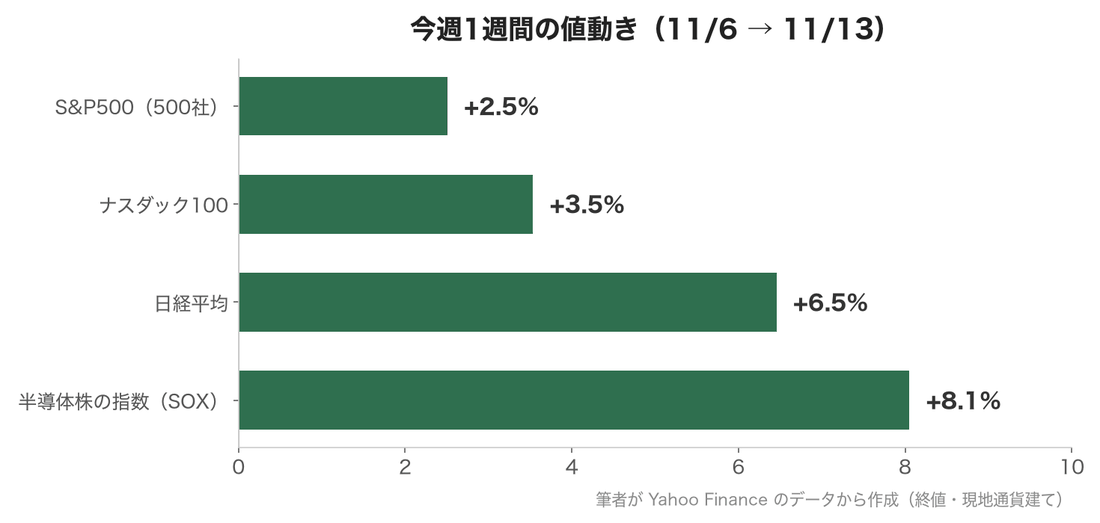 今週1週間の値動き（11/6 → 11/13）
S&P500（500社）
+2.5%
ナスダック100
+3.5%
日経平均
+6.5%
半導体株の指数（SOX）
+8.1%
0 2 4 6 8 10
筆者が Yahoo Finance のデータから作成（終値・現地通貨建て）